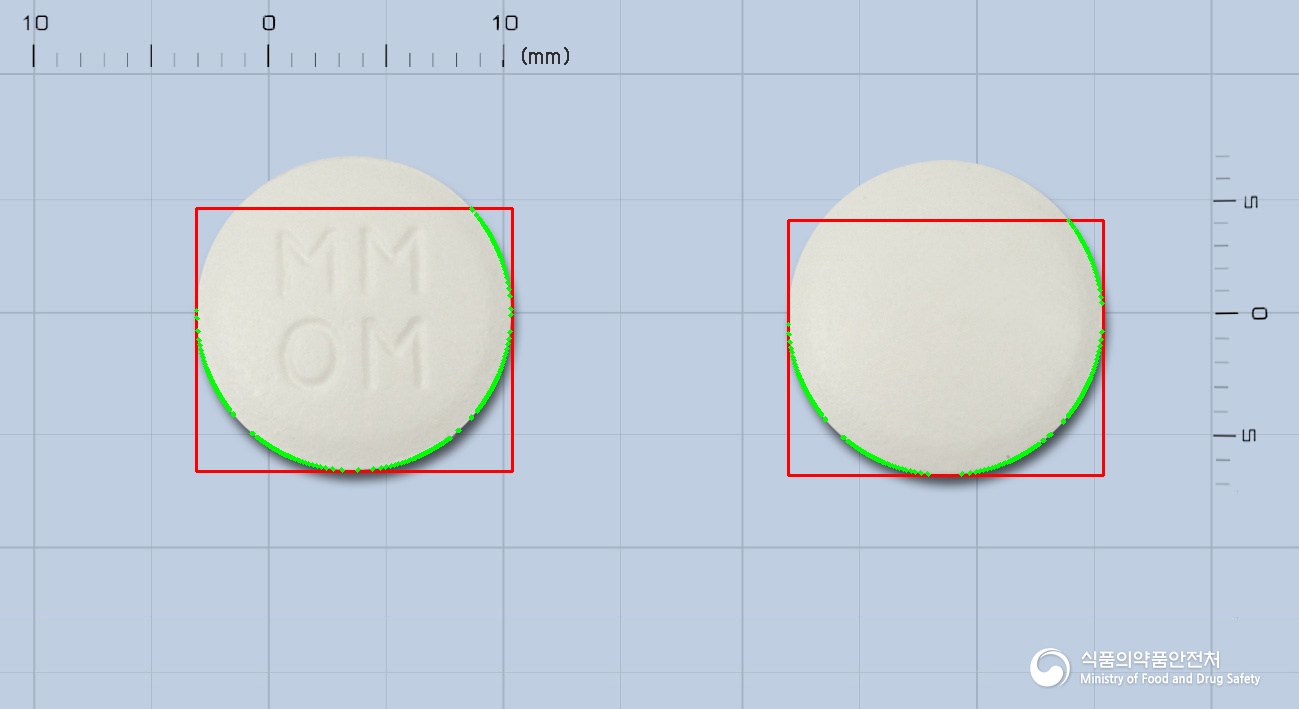 10 0 10
(mm)
MM
OM
5
0
5
식품의약품안전처
Ministry of Food and Drug Safety